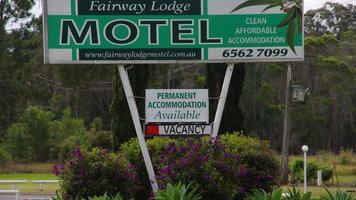 Fairway Lodge
MOTEL
CLEAN
AFFORDABLE
ACCOMMODATION
www.fairwaylodgemotel.com.au
6562 7099
PERMANENT
ACCOMMODATION
Available
VACANCY